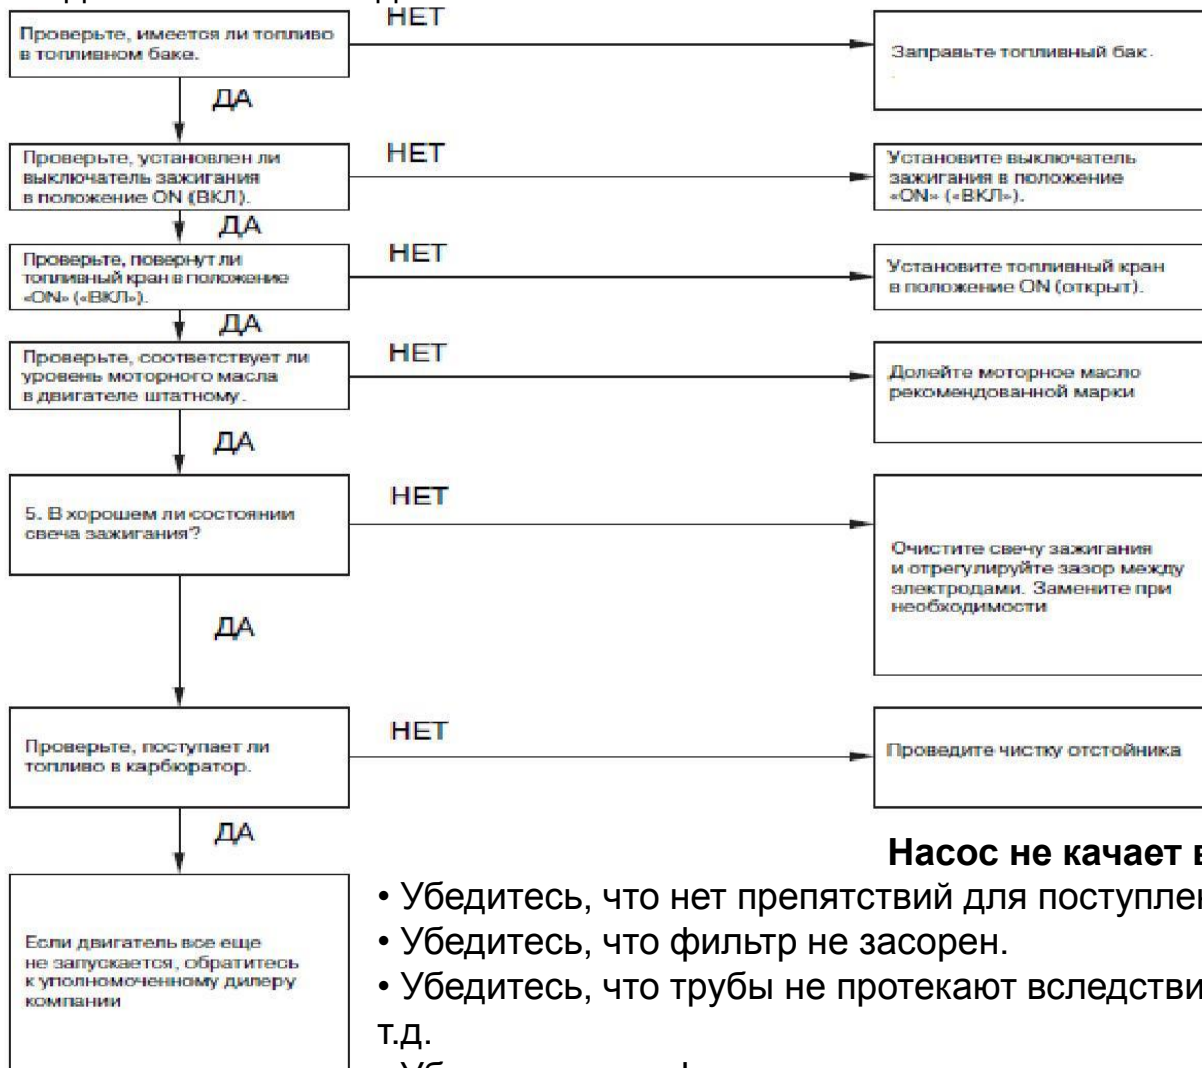 НЕТ
Проверьте, имеется ли топливо
в топливном баке.
Заправьте топливный бак.
ДА
Проверьте, установлен ли
выключатель зажигания
в положение ON (ВКЛ).
НЕТ
Установите выключатель
зажигания в положение
«ON» («ВКЛ»).
ДА
Проверьте, повернут ли
топливный кран в положение
«ON» («ВКЛ»).
НЕТ
Установите топливный кран
в положение ON (открыт).
ДА
Проверьте, соответствует ли
уровень моторного масла
в двигателе штатному.
НЕТ
Долейте моторное масло
рекомендованной марки
ДА
5. В хорошем ли состоянии
свеча зажигания?
НЕТ
Очистите свечу зажигания
и отрегулируйте зазор между
электродами. Замените при
необходимости
ДА
Проверьте, поступает ли
топливо в карбюратор.
НЕТ
Проведите чистку отстойника
ДА
Если двигатель все еще
не запускается, обратитесь
к уполномоченному дилеру
компании
Насос не качает в
• Убедитесь, что нет препятствий для поступле
• Убедитесь, что фильтр не засорен.
• Убедитесь, что трубы не протекают вследстви
т.д.